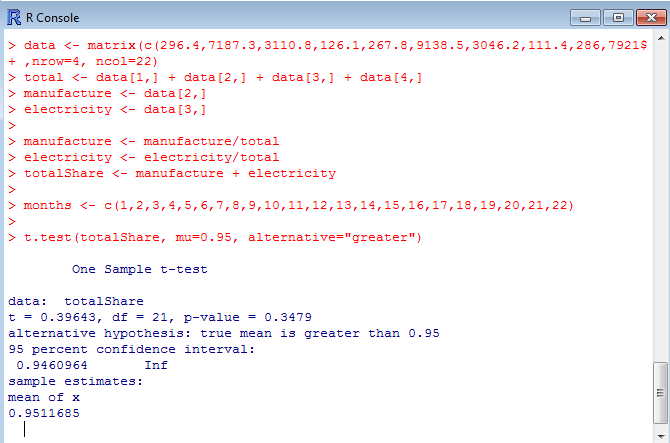 R Console
> data <- matrix(c(296.4,7187.3,3110.8,126.1,267.8,9138.5,3046.2,111.4,286,7921$
+ ,nrow=4, ncol=22)
> total <- data[1,] + data[2,] + data[3,] + data[4,]
> manufacture <- data[2,]
> electricity <- data[3,]
>
> manufacture <- manufacture/total
> electricity <- electricity/total
> totalShare <- manufacture + electricity
>
> months <- c(1,2,3,4,5,6,7,8,9,10,11,12,13,14,15,16,17,18,19,20,21,22)
>
> t.test(totalShare, mu=0.95, alternative="greater")
One Sample t-test
data:  totalShare
t = 0.39643, df = 21, p-value = 0.3479
alternative hypothesis: true mean is greater than 0.95
95 percent confidence interval:
0.9460964       Inf
sample estimates:
mean of x
0.9511685